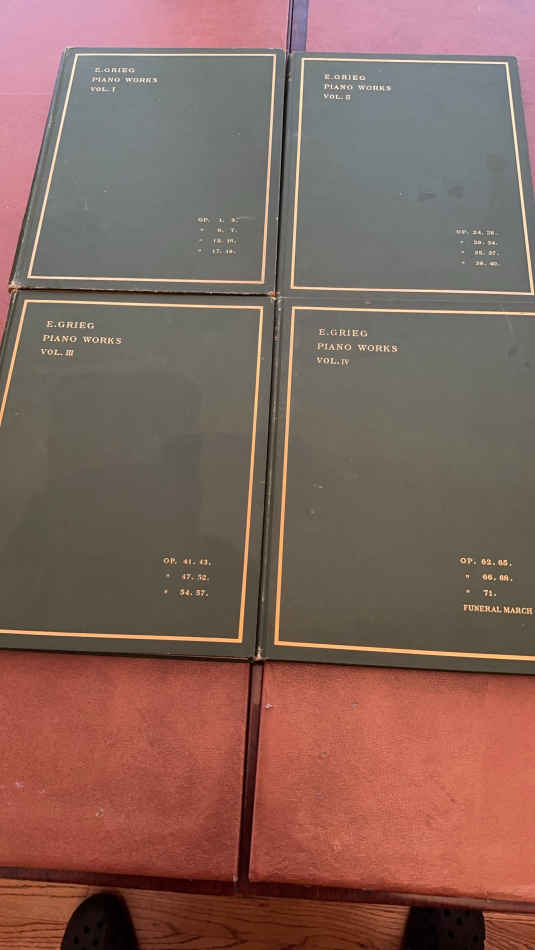 E.GRIEG
PIANO WORKS
VOL. I
OP. 1. 3.
" 6. 7.
" 12. 15.
" 17. 19.
E.GRIEG
PIANO WORKS
VOL. II
OP. 24. 28.
" 29. 34.
" 35. 37.
" 38. 40.
E.GRIEG
PIANO WORKS
VOL. III
OP. 41. 43.
" 47. 52.
" 54. 57.
E.GRIEG
PIANO WORKS
VOL. IV
OP. 62. 65.
" 66. 68.
" 71.
FUNERAL MARCH